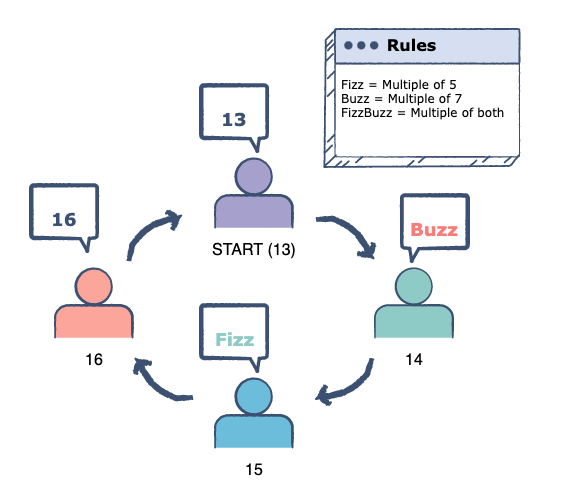 Rules
Fizz = Multiple of 5
Buzz = Multiple of 7
FizzBuzz = Multiple of both
13
START (13)
Buzz
14
Fizz
15
16
16